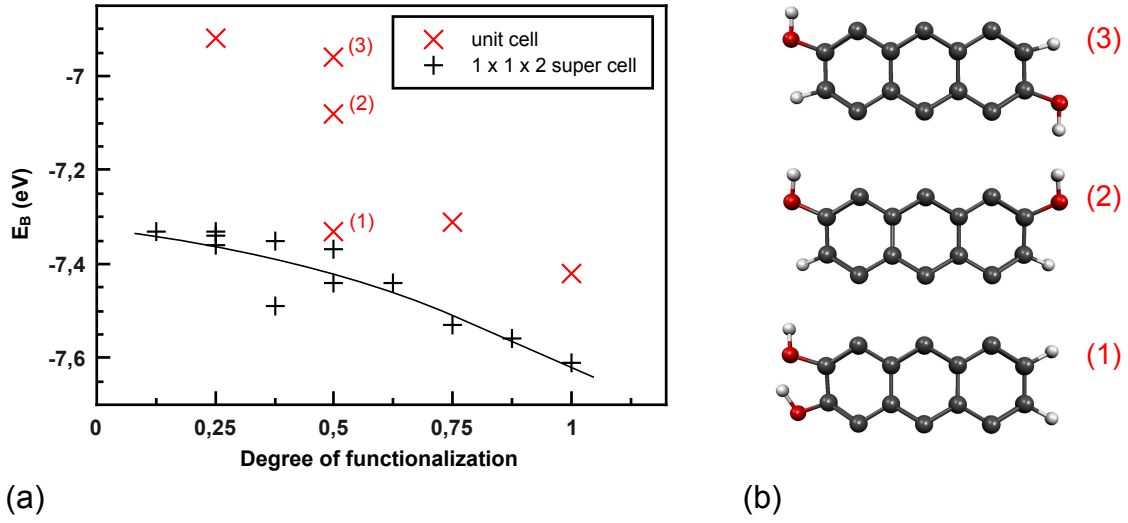 (3)
unit cell
1 x 1 x 2 super cell
(3)
-7
(2)
-7,2
(2)
(1)
-7,4
-7,6
E_B (eV)
0
0,25
0,5
0,75
1
Degree of functionalization
(1)
(a)
(b)